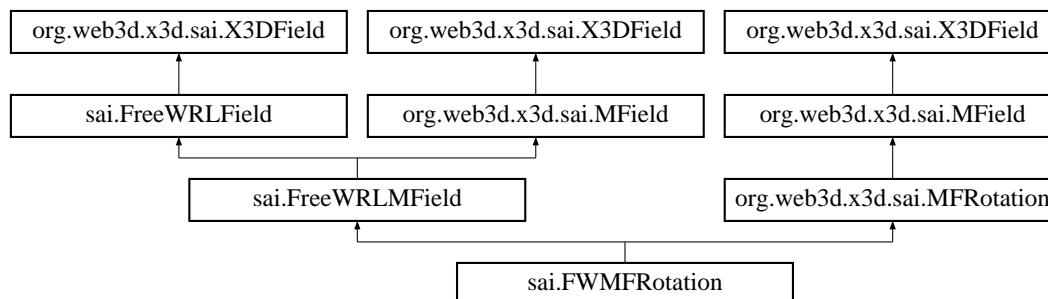 org.web3d.x3d.sai.X3DField org.web3d.x3d.sai.X3DField org.web3d.x3d.sai.X3DField
sai.FreeWRLField org.web3d.x3d.sai.MField org.web3d.x3d.sai.MField
sai.FreeWRLMField org.web3d.x3d.sai.MFRotation
sai.FWMFRotation